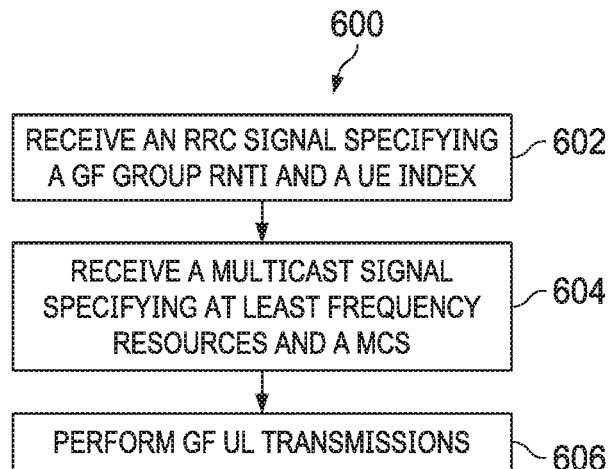 600
RECEIVE AN RRC SIGNAL SPECIFYING
A GF GROUP RNTI AND A UE INDEX
602
RECEIVE A MULTICAST SIGNAL
SPECIFYING AT LEAST FREQUENCY
RESOURCES AND A MCS
604
PERFORM GF UL TRANSMISSIONS
606